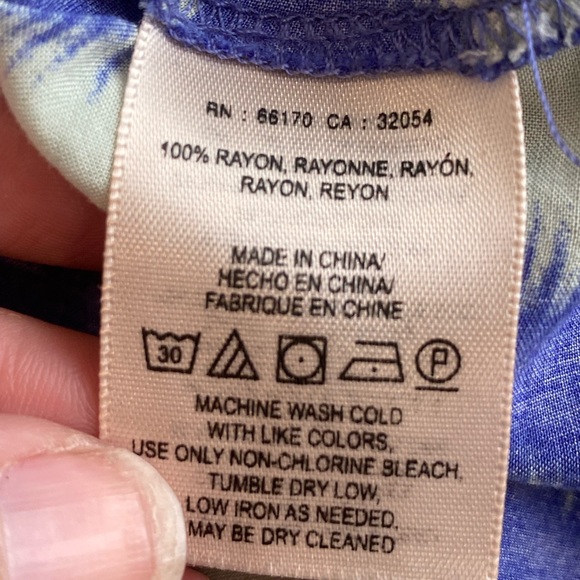 RN : 66170 CA : 32054
100% RAYON, RAYONNE, RAYÓN,
RAYON, REYON
MADE IN CHINA/
HECHO EN CHINA/
FABRIQUE EN CHINE
30 P
MACHINE WASH COLD
WITH LIKE COLORS,
USE ONLY NON-CHLORINE BLEACH,
TUMBLE DRY LOW,
LOW IRON AS NEEDED,
MAY BE DRY CLEANED